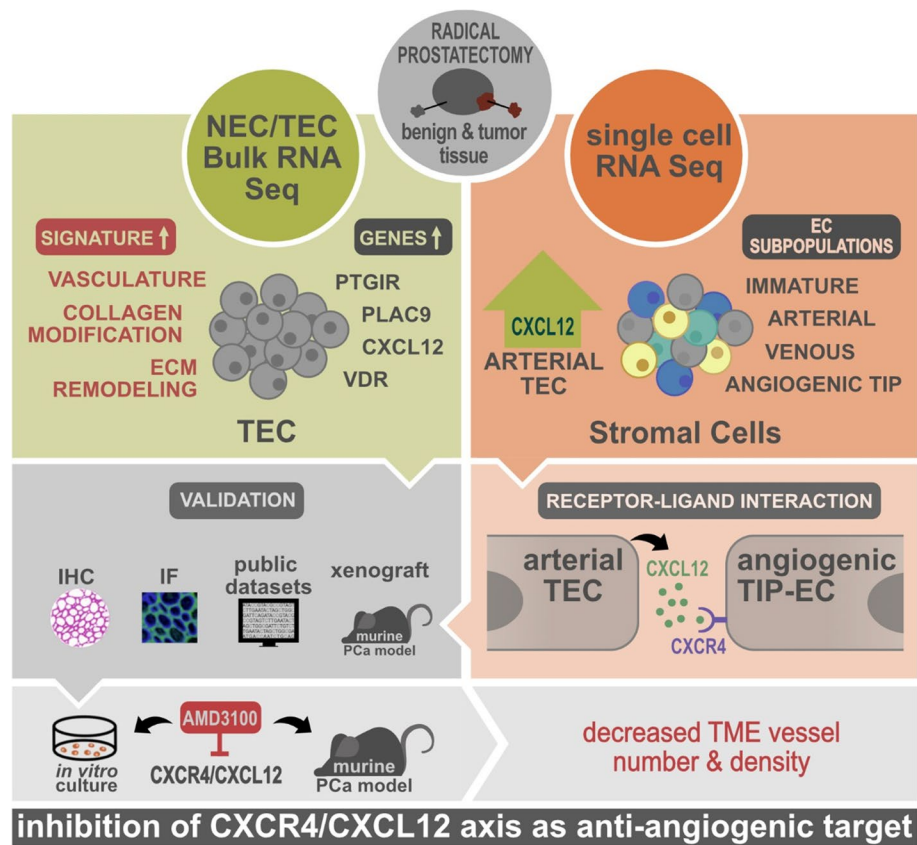 RADICAL
PROSTATECTOMY
benign & tumor
tissue
NEC/TEC
Bulk RNA
Seq
SIGNATURE ↑
VASCULATURE
COLLAGEN
MODIFICATION
ECM
REMODELING
GENES ↑
PTGIR
PLAC9
CXCL12
VDR
TEC
single cell
RNA Seq
CXCL12
ARTERIAL
TEC
EC
SUBPOPULATIONS
IMMATURE
ARTERIAL
VENOUS
ANGIOGENIC TIP
Stromal Cells
VALIDATION
IHC
IF
public
datasets
xenograft
murine
PCa model
RECEPTOR-LIGAND INTERACTION
arterial
TEC
CXCL12
CXCR4
angiogenic
TIP-EC
in vitro
culture
AMD3100
CXCR4/CXCL12
murine
PCa model
decreased TME vessel
number & density
inhibition of CXCR4/CXCL12 axis as anti-angiogenic target